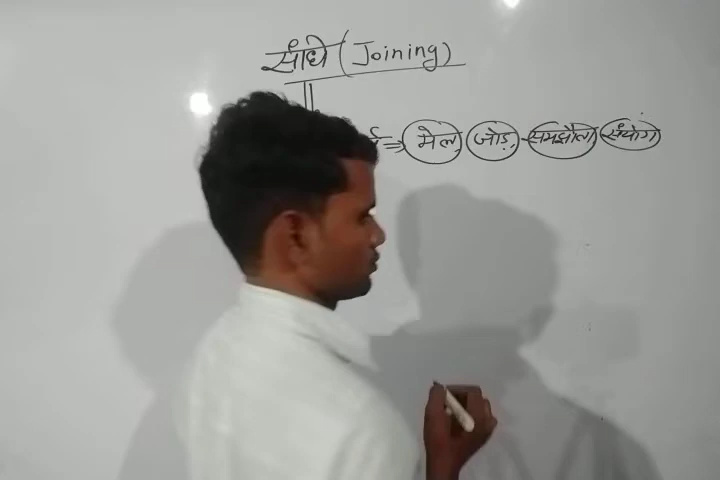 संधि (Joining)
⇒ मेल, जोड़, समझौता, संयोग